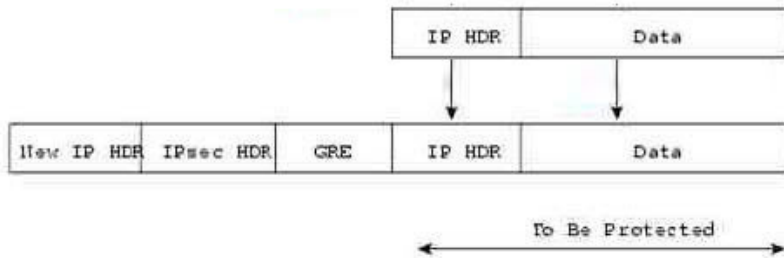 IP HDR Data
New IP HDR IPsec HDR GRE IP HDR Data
To Be Protected